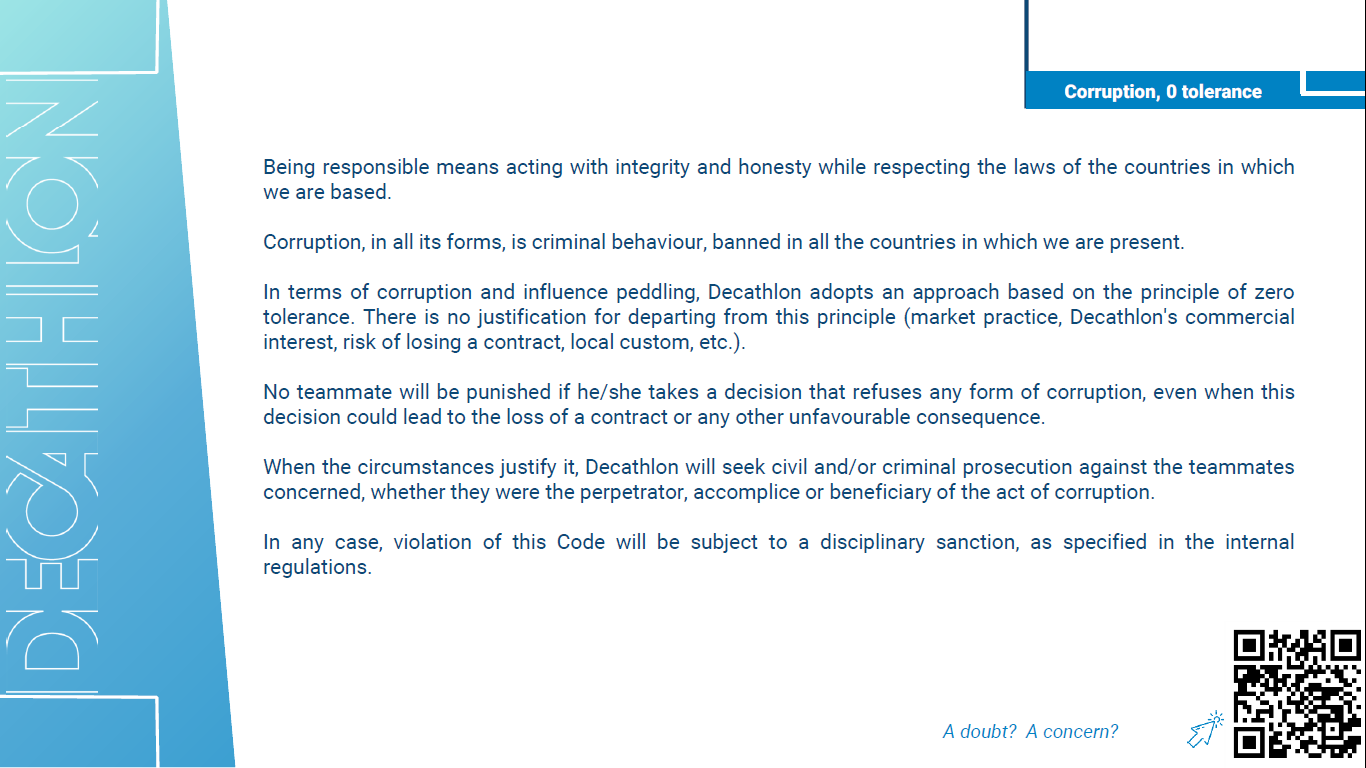 DECATHLON
Corruption, 0 tolerance
Being responsible means acting with integrity and honesty while respecting the laws of the countries in which
we are based.
Corruption, in all its forms, is criminal behaviour, banned in all the countries in which we are present.
In terms of corruption and influence peddling, Decathlon adopts an approach based on the principle of zero
tolerance. There is no justification for departing from this principle (market practice, Decathlon's commercial
interest, risk of losing a contract, local custom, etc.).
No teammate will be punished if he/she takes a decision that refuses any form of corruption, even when this
decision could lead to the loss of a contract or any other unfavourable consequence.
When the circumstances justify it, Decathlon will seek civil and/or criminal prosecution against the teammates
concerned, whether they were the perpetrator, accomplice or beneficiary of the act of corruption.
In any case, violation of this Code will be subject to a disciplinary sanction, as specified in the internal
regulations.
A doubt? A concern?